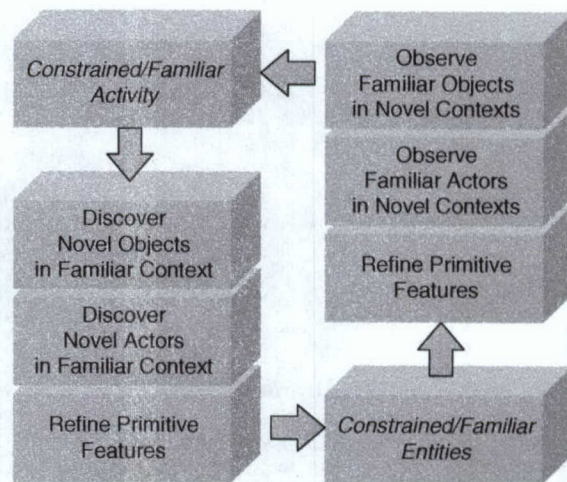 Constrained/Familiar
Activity
Discover
Novel Objects
in Familiar Context
Discover
Novel Actors
in Familiar Context
Refine Primitive
Features
Observe
Familiar Objects
in Novel Contexts
Observe
Familiar Actors
in Novel Contexts
Refine Primitive
Features
Constrained/Familiar
Entities